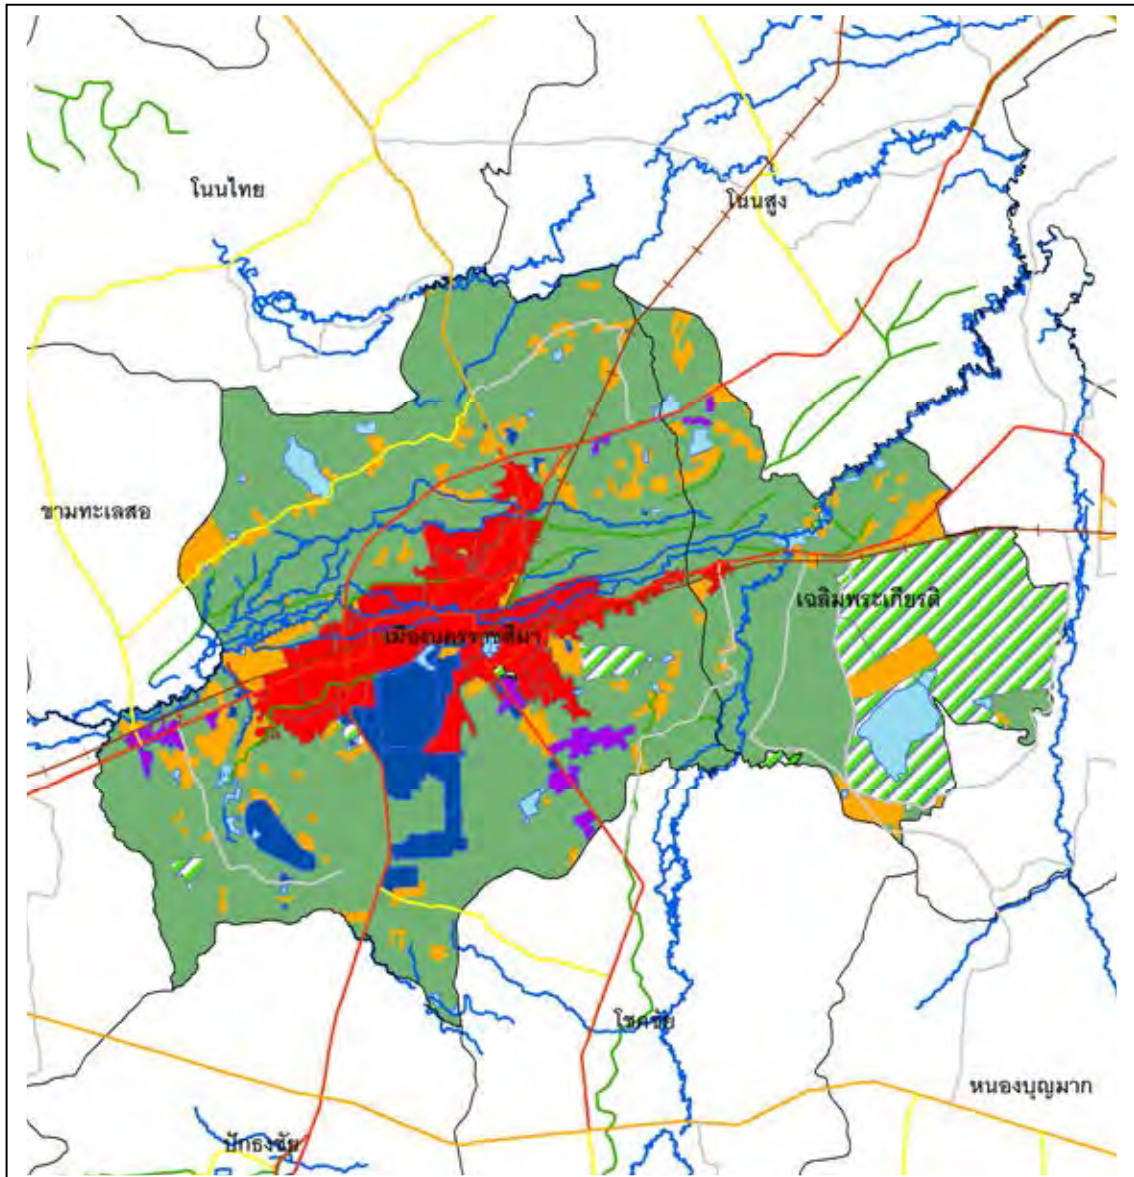 โนนไทย
โนนสูง
ขามทะเลสอ
เฉลิมพระเกียรติ
เมืองนครราชสีมา
โชคชัย
หนองบุญมาก
ปักธงชัย